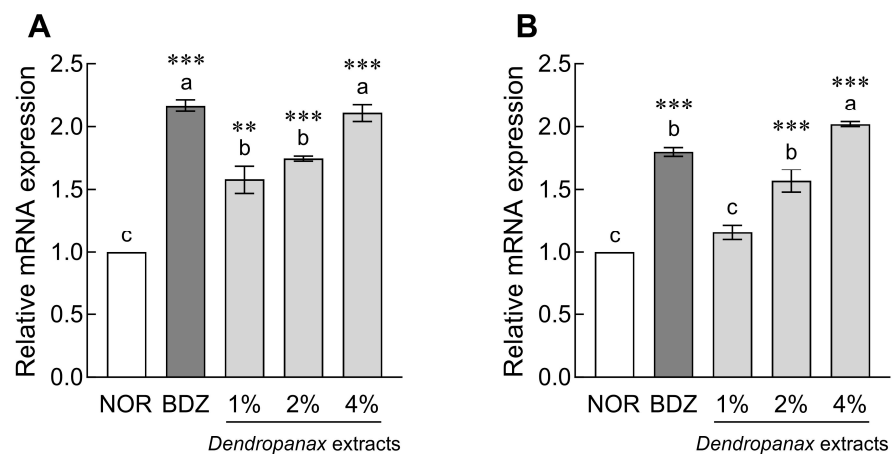 A
Relative mRNA expression
2.5
2.0
1.5
1.0
0.5
0.0
c
***
a
**
b
***
b
***
a
NOR BDZ 1% 2% 4%
Dendropanax extracts
B
Relative mRNA expression
2.5
2.0
1.5
1.0
0.5
0.0
c
***
b
c
***
b
***
a
NOR BDZ 1% 2% 4%
Dendropanax extracts